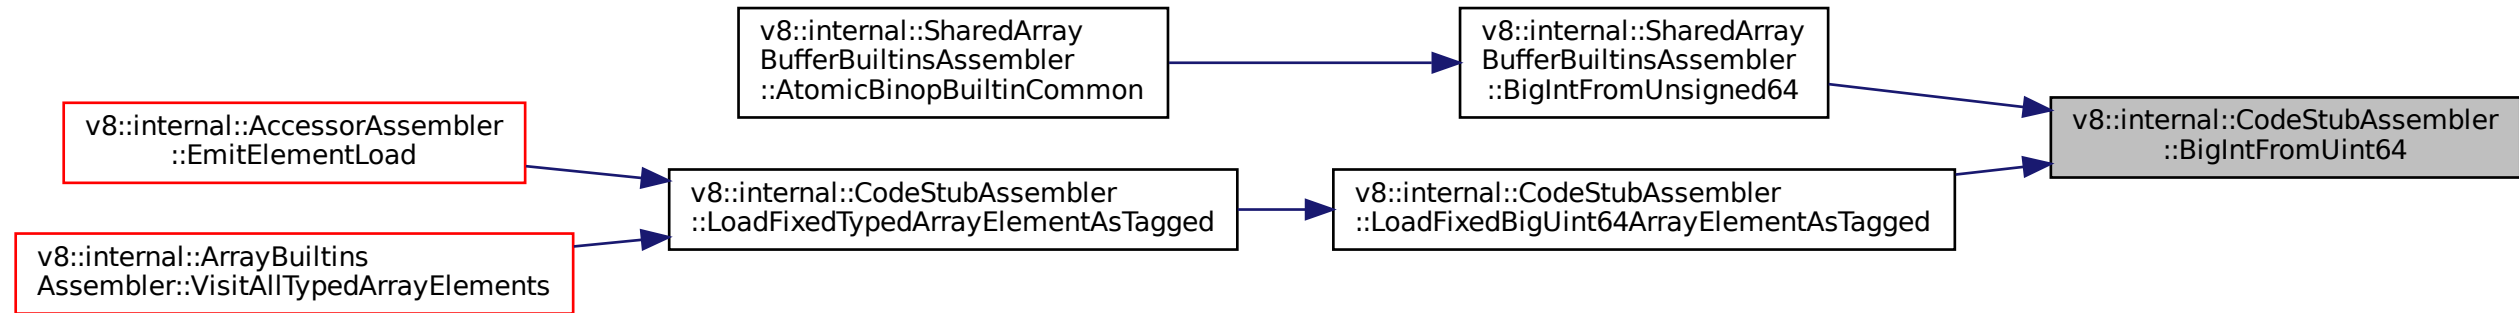 v8::internal::SharedArray
BufferBuiltinsAssembler
::AtomicBinopBuiltinCommon
v8::internal::SharedArray
BufferBuiltinsAssembler
::BigIntFromUnsigned64
v8::internal::CodeStubAssembler
::BigIntFromUint64
v8::internal::AccessorAssembler
::EmitElementLoad
v8::internal::CodeStubAssembler
::LoadFixedTypedArrayElementAsTagged
v8::internal::CodeStubAssembler
::LoadFixedBigUint64ArrayElementAsTagged
v8::internal::ArrayBuiltins
Assembler::VisitAllTypedArrayElements